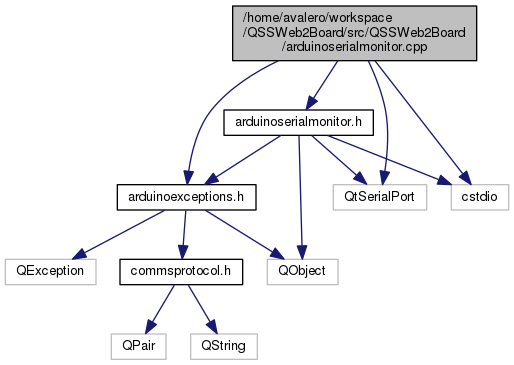 /home/avalero/workspace
/QSSWeb2Board/src/QSSWeb2Board
/arduinoserialmonitor.cpp
arduinoserialmonitor.h
arduinoexceptions.h
QtSerialPort
cstdio
QException
commsprotocol.h
QObject
QPair
QString